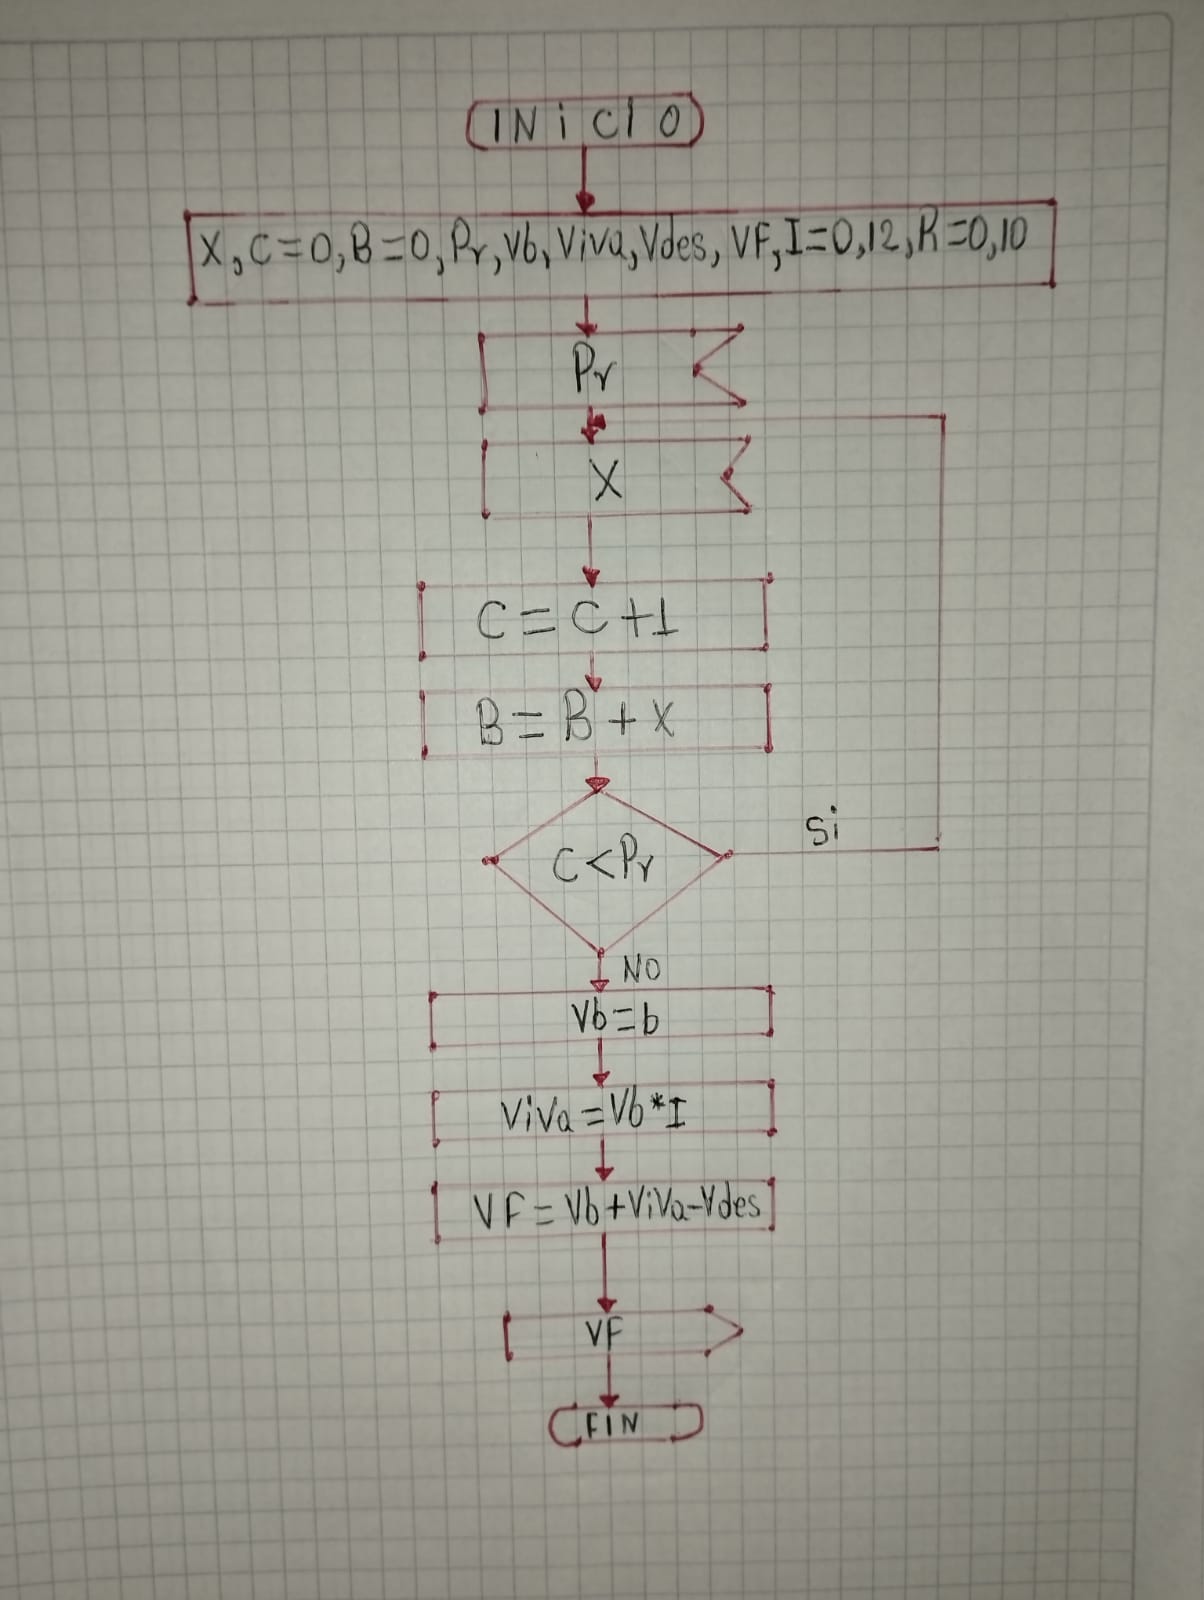 INiCIO
X, C=0, B=0, Pr, Vb, Viva, Vdes, VF, I=0,12, R=0,10
Pr
X
C=C+1
B=B+X
C<Pr
Si
NO
Vb=b
ViVa=Vb*I
VF=Vb+ViVa-Vdes
VF
FIN